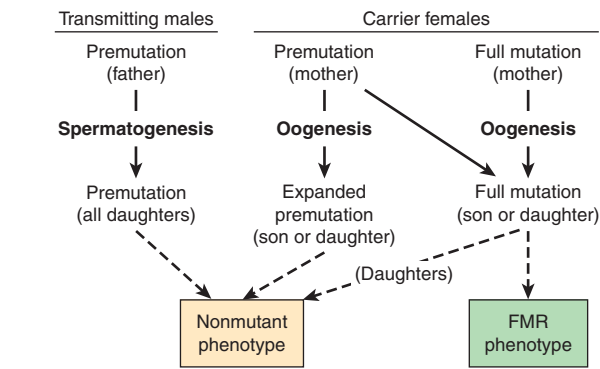 Transmitting males
Carrier females
Premutation
(father)
Premutation
(mother)
Full mutation
(mother)
Spermatogenesis
Oogenesis
Oogenesis
Premutation
(all daughters)
Expanded
premutation
(son or daughter)
Full mutation
(son or daughter)
(Daughters)
Nonmutant
phenotype
FMR
phenotype